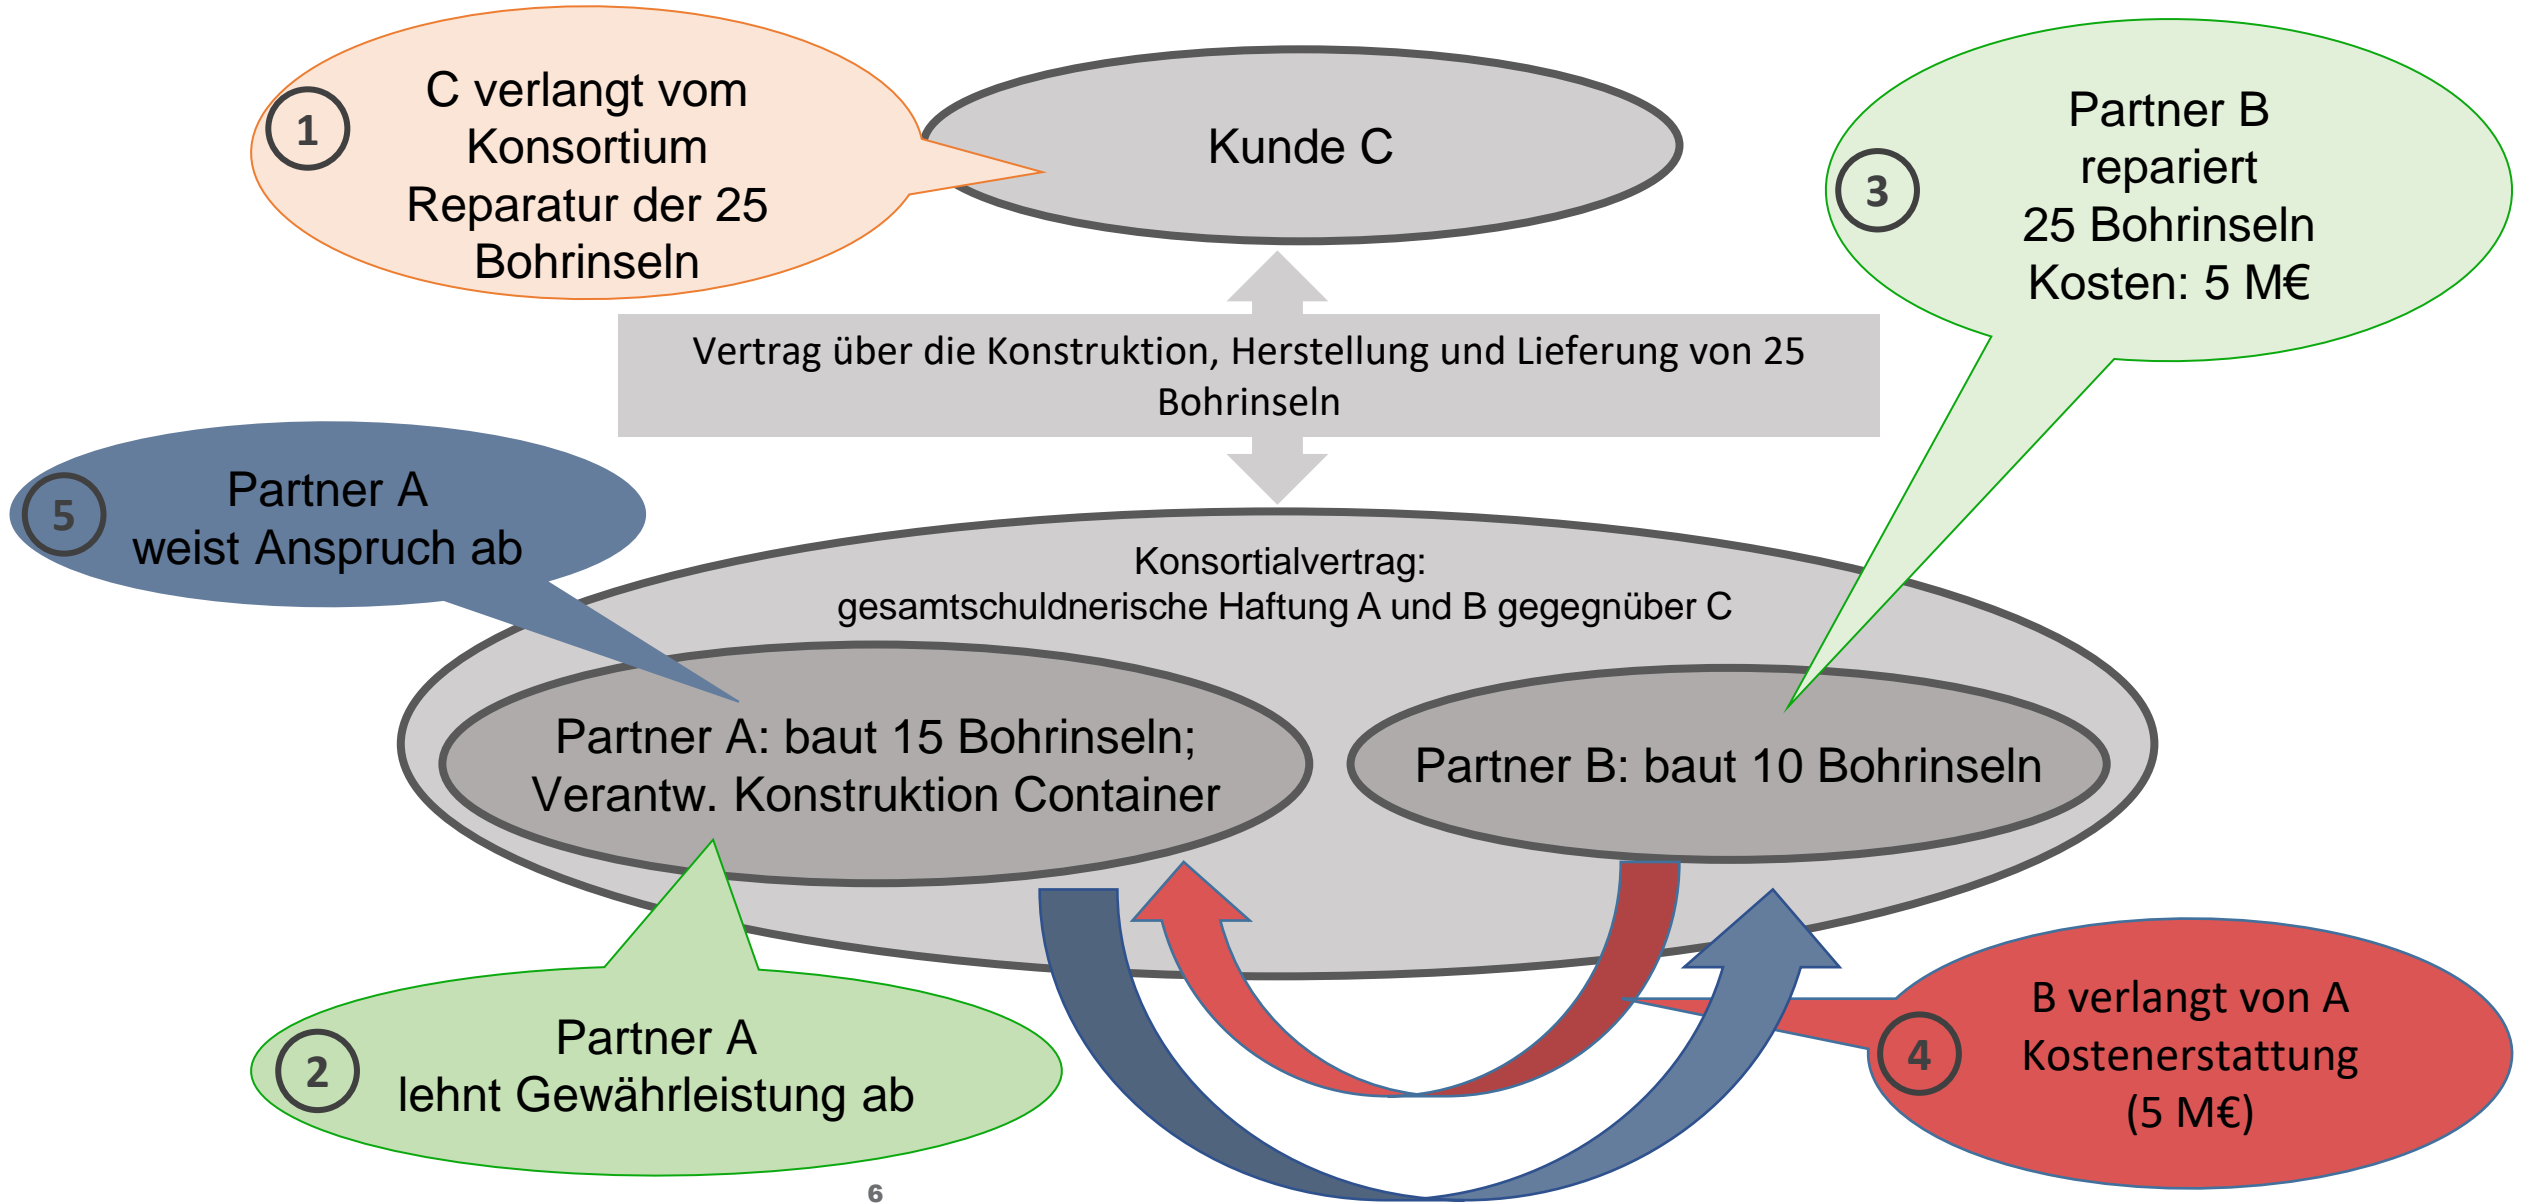 1
C verlangt vom
Konsortium
Reparatur der 25
Bohrinseln
Kunde C
3
Partner B
repariert
25 Bohrinseln
Kosten: 5 M€
Vertrag über die Konstruktion, Herstellung und Lieferung von 25
Bohrinseln
5
Partner A
weist Anspruch ab
Konsortialvertrag:
gesamtschuldnerische Haftung A und B gegegnüber C
Partner A: baut 15 Bohrinseln;
Verantw. Konstruktion Container
Partner B: baut 10 Bohrinseln
2
Partner A
lehnt Gewährleistung ab
4
B verlangt von A
Kostenerstattung
(5 M€)
6